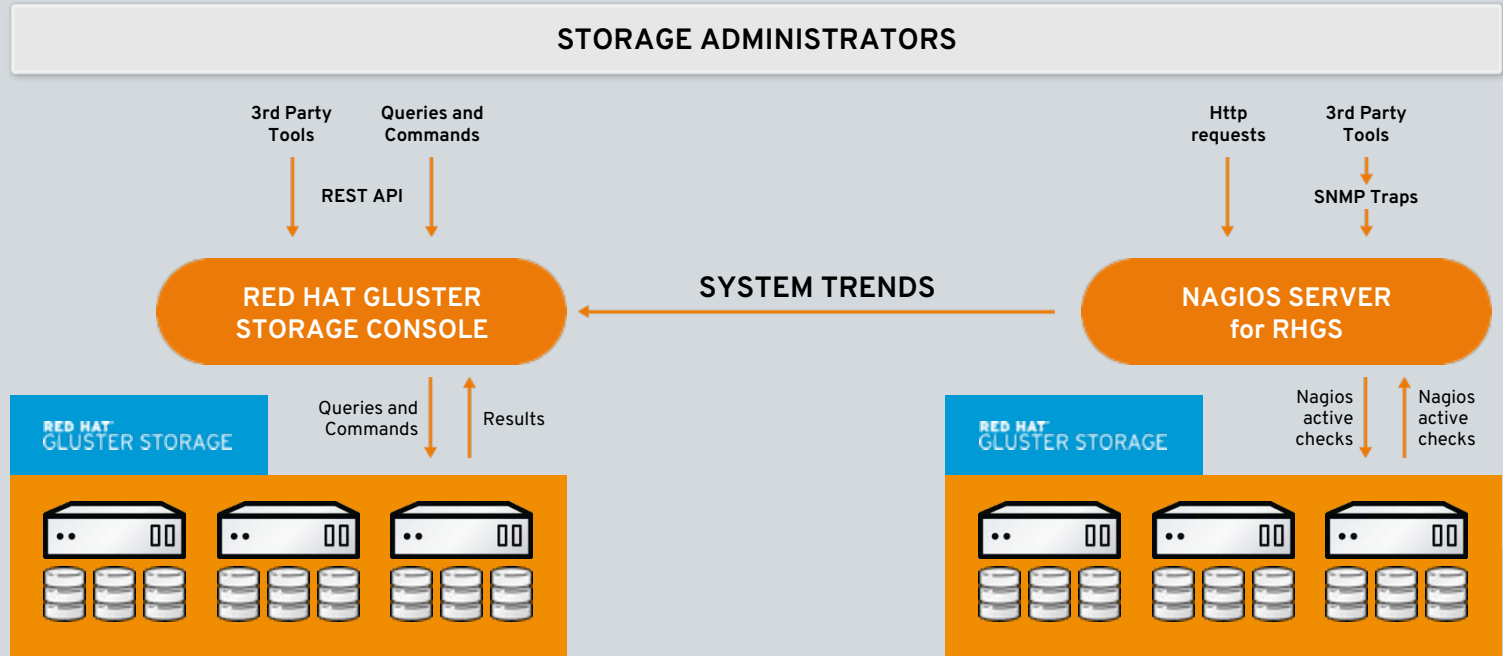 STORAGE ADMINISTRATORS
3rd Party
Tools
Queries and
Commands
REST API
Http
requests
3rd Party
Tools
SNMP Traps
RED HAT GLUSTER
STORAGE CONSOLE
SYSTEM TRENDS
NAGIOS SERVER
for RHGS
RED HAT
GLUSTER STORAGE
Queries and
Commands
Results
RED HAT
GLUSTER STORAGE
Nagios
active
checks
Nagios
active
checks